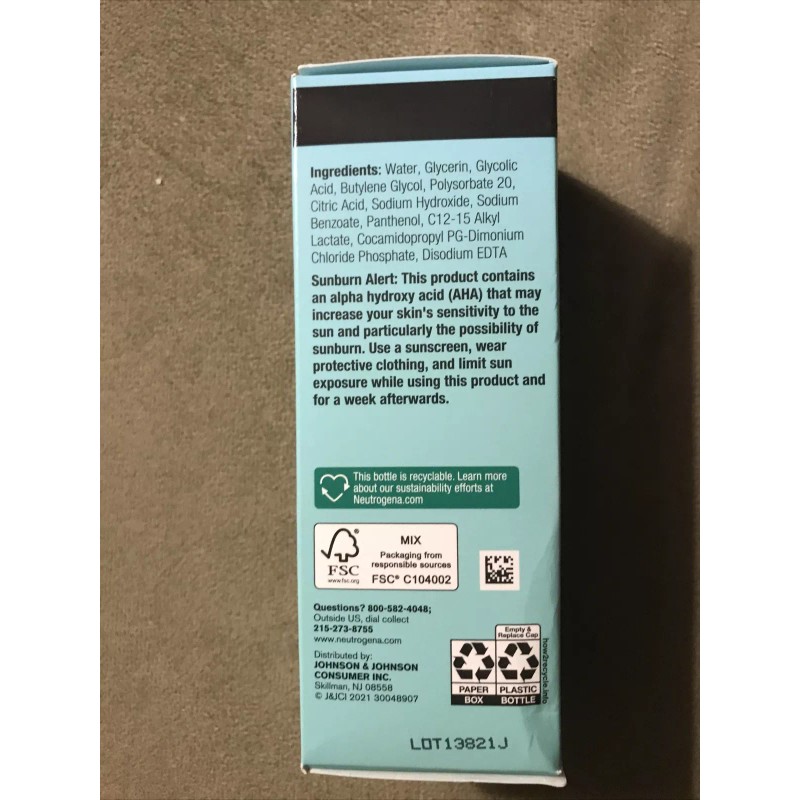 Ingredients: Water, Glycerin, Glycolic
Acid, Butylene Glycol, Polysorbate 20,
Citric Acid, Sodium Hydroxide, Sodium
Benzoate, Panthenol, C12-15 Alkyl
Lactate, Cocamidopropyl PG-Dimonium
Chloride Phosphate, Disodium EDTA
Sunburn Alert: This product contains
an alpha hydroxy acid (AHA) that may
increase your skin's sensitivity to the
sun and particularly the possibility of
sunburn. Use a sunscreen, wear
protective clothing, and limit sun
exposure while using this product and
for a week afterwards.
This bottle is recyclable. Learn more
about our sustainability efforts at
Neutrogena.com
FSC
www.fsc.org
MIX
Packaging from
responsible sources
FSC® C104002
Questions? 800-582-4048;
Outside US, dial collect
215-273-8755
www.neutrogena.com
Distributed by:
JOHNSON & JOHNSON
CONSUMER INC.
Skillman, NJ 08558
© J&JCI 2021 30048907
Empty &
Replace Cap
PAPER
BOX
PLASTIC
BOTTLE
how2recycle.info
LOT13821J